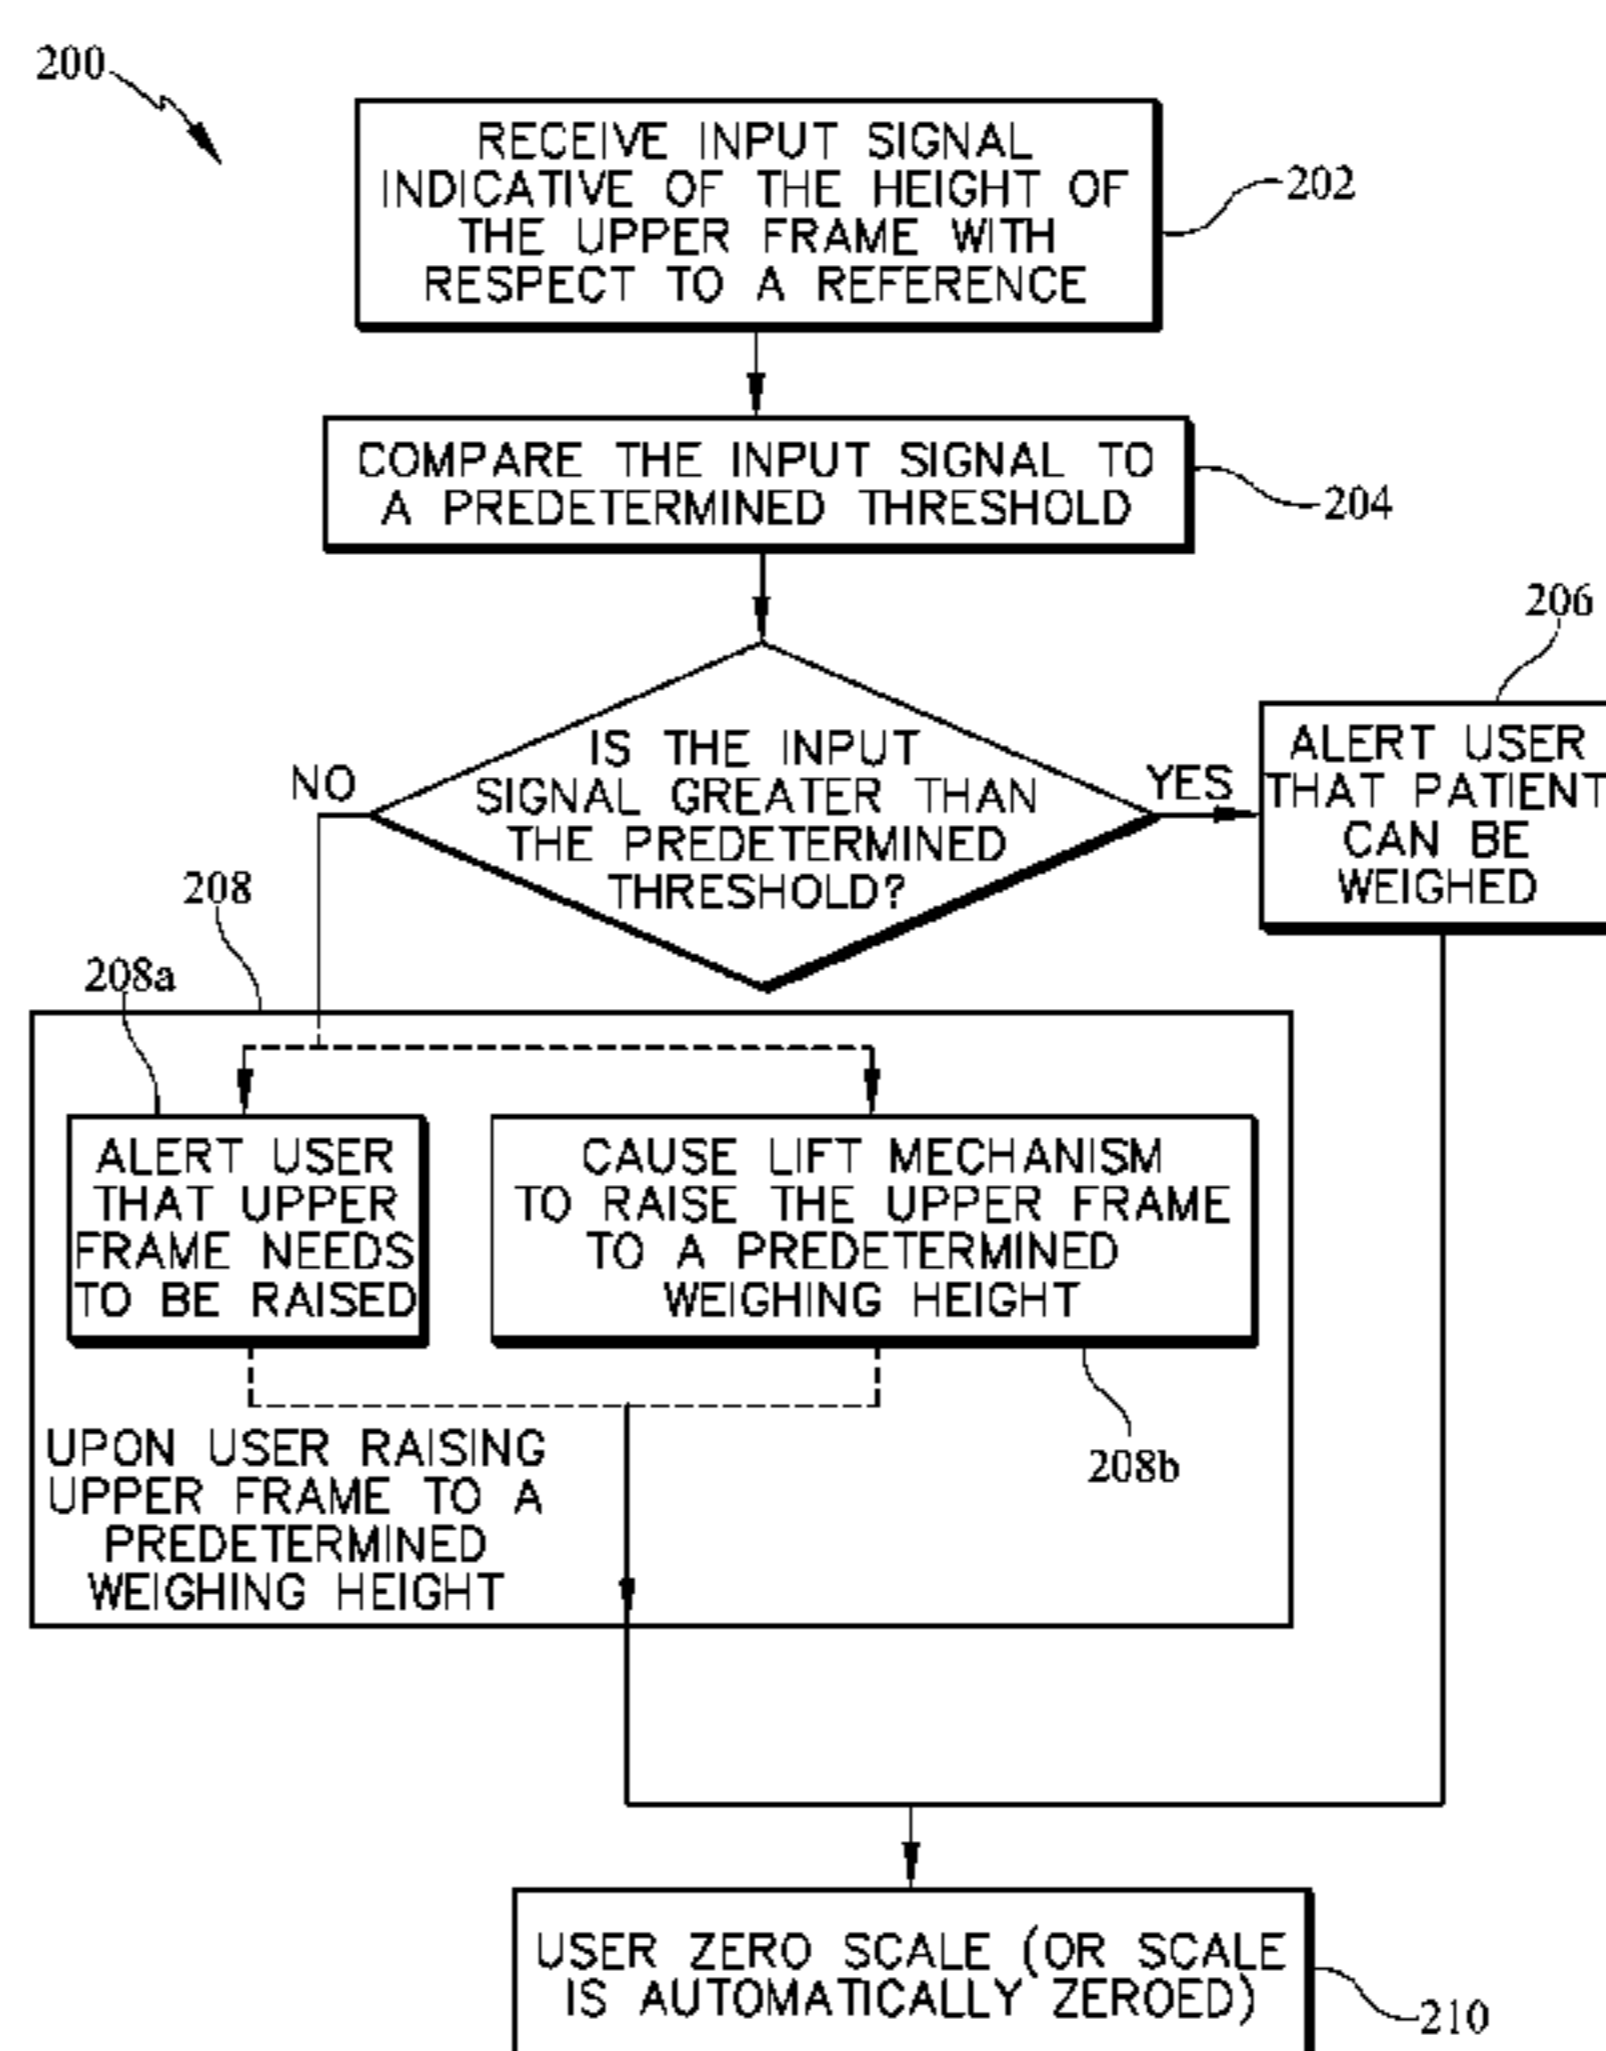 200
RECEIVE INPUT SIGNAL
INDICATIVE OF THE HEIGHT OF
THE UPPER FRAME WITH
RESPECT TO A REFERENCE
202
COMPARE THE INPUT SIGNAL TO
A PREDETERMINED THRESHOLD
204
206
IS THE INPUT
SIGNAL GREATER THAN
THE PREDETERMINED
THRESHOLD?
NO
YES
ALERT USER
THAT PATIENT
CAN BE
WEIGHED
208
208a
ALERT USER
THAT UPPER
FRAME NEEDS
TO BE RAISED
CAUSE LIFT MECHANISM
TO RAISE THE UPPER FRAME
TO A PREDETERMINED
WEIGHING HEIGHT
208b
UPON USER RAISING
UPPER FRAME TO A
PREDETERMINED
WEIGHING HEIGHT
USER ZERO SCALE (OR SCALE
IS AUTOMATICALLY ZEROED)
210